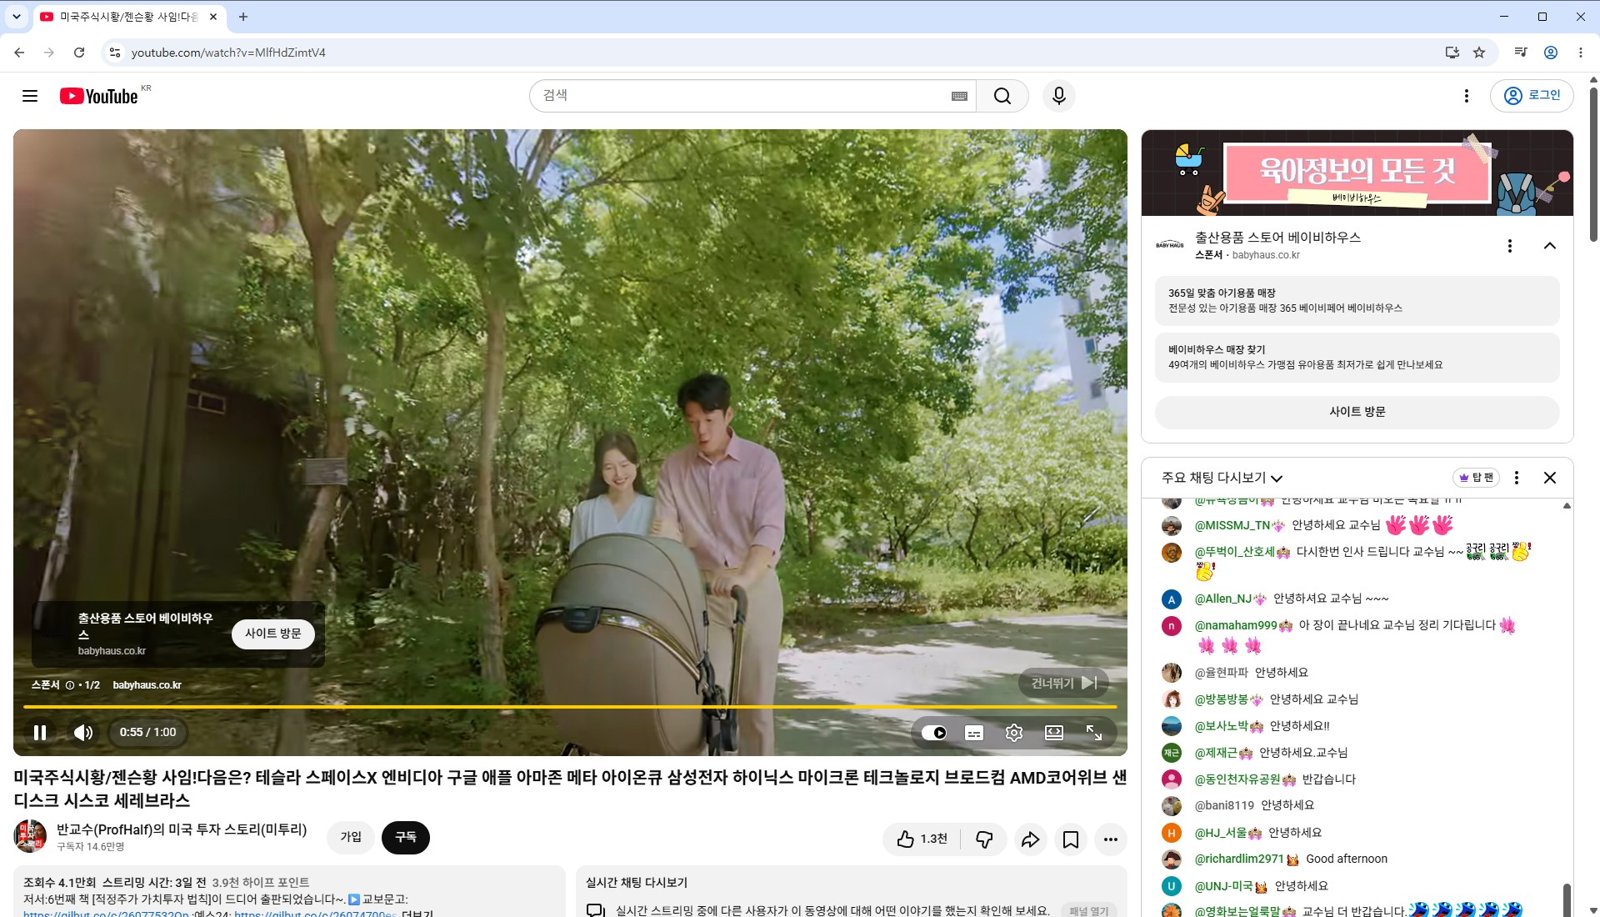 미국주식시황/젠슨황 사임!다음
youtube.com/watch?v=MlfHdZimtV4
YouTube KR
검색
로그인
출산용품 스토어 베이비하우스
babyhaus.co.kr
사이트 방문
스폰서 · 1/2 babyhaus.co.kr
건너뛰기
0:55 / 1:00
미국주식시황/젠슨황 사임!다음은? 테슬라 스페이스X 엔비디아 구글 애플 아마존 메타 아이온큐 삼성전자 하이닉스 마이크론 테크놀로지 브로드컴 AMD코어위브 샌
디스크 시스코 세레브라스
반교수(ProfHalf)의 미국 투자 스토리(미투리)
구독자 14.6만명
가입
구독
1.3천
조회수 4.1만회 스트리밍 시간: 3일 전 3.9천 하이프 포인트
저서:6번째 책 [적정주가 가치투자 법칙]이 드디어 출판되었습니다~.▶교보문고:
실시간 채팅 다시보기
실시간 스트리밍 중에 다른 사용자가 이 동영상에 대해 어떤 이야기를 했는지 확인해 보세요.
패널 열기
육아정보의 모든 것
베이비하우스
BABY HAUS
출산용품 스토어 베이비하우스
스폰서 · babyhaus.co.kr
365일 맞춤 아기용품 매장
전문성 있는 아기용품 매장 365 베이비페어 베이비하우스
베이비하우스 매장 찾기
49여개의 베이비하우스 가맹점 유아용품 최저가로 쉽게 만나보세요
사이트 방문
주요 채팅 다시보기
탑 팬
@MISSMJ_TN 안녕하세요 교수님
@뚜벅이_산호세 다시한번 인사 드립니다 교수님 ~~
@Allen_NJ 안녕하셔요 교수님 ~~~
@namaham999 아 장이 끝나네요 교수님 정리 기다립니다
@율현파파 안녕하세요
@방봉방봉 안녕하세요 교수님
@보사노박 안녕하세요!!
@제재근 안녕하세요.교수님
@동인천자유공원 반갑습니다
@bani8119 안녕하세요
@HJ_서울 안녕하세요
@richardlim2971 Good afternoon
@UNJ-미국 안녕하세요
@영화보는얼룩말 교수님 더 반갑습니다.